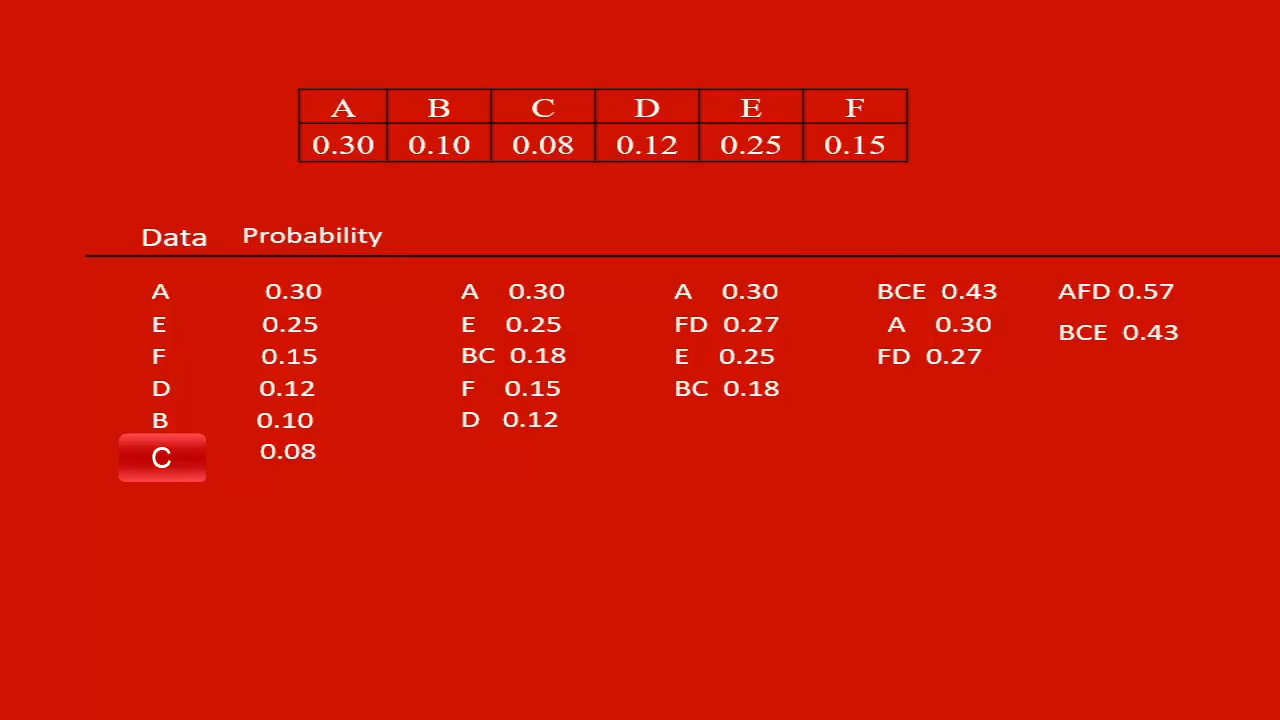 A B C D E F
0.30 0.10 0.08 0.12 0.25 0.15
Data Probability
A 0.30 A 0.30 A 0.30 BCE 0.43 AFD 0.57
E 0.25 E 0.25 FD 0.27 A 0.30 BCE 0.43
F 0.15 BC 0.18 E 0.25 FD 0.27
D 0.12 F 0.15 BC 0.18
B 0.10 D 0.12
C 0.08